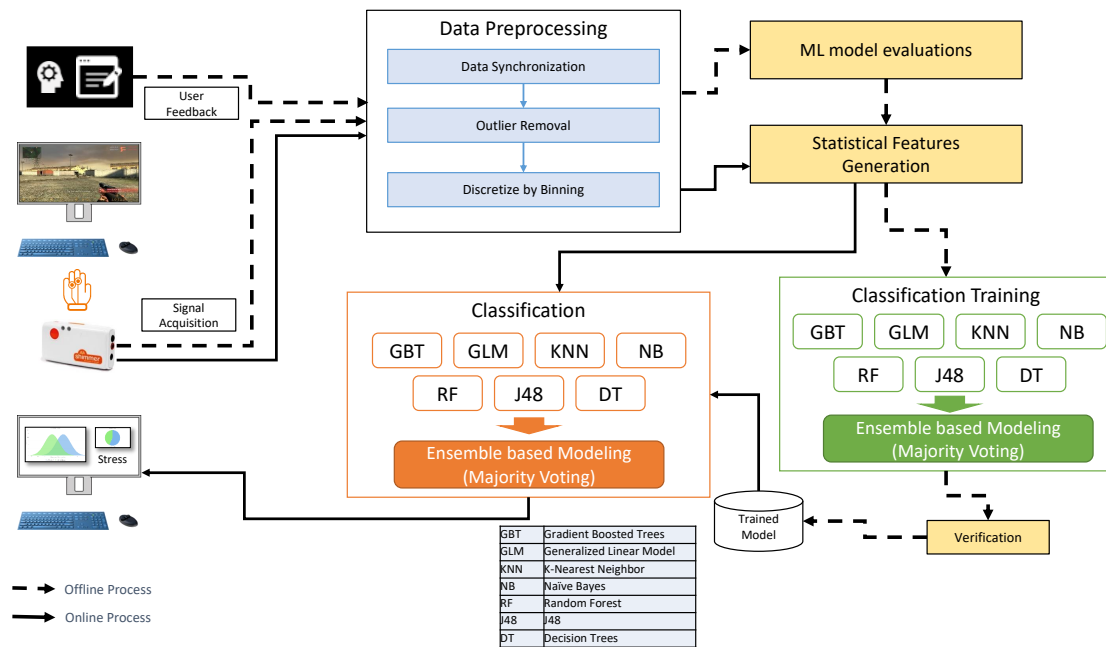 Data Preprocessing
Data Synchronization
Outlier Removal
Discretize by Binning
ML model evaluations
Statistical Features
Generation
User
Feedback
Signal
Acquisition
shimmer
Classification
GBT
GLM
KNN
NB
RF
J48
DT
Ensemble based Modeling
(Majority Voting)
Classification Training
GBT
GLM
KNN
NB
RF
J48
DT
Ensemble based Modeling
(Majority Voting)
Stress
Trained
Model
Verification
GBT Gradient Boosted Trees
GLM Generalized Linear Model
KNN K-Nearest Neighbor
NB Naïve Bayes
RF Random Forest
J48 J48
DT Decision Trees
Offline Process
Online Process